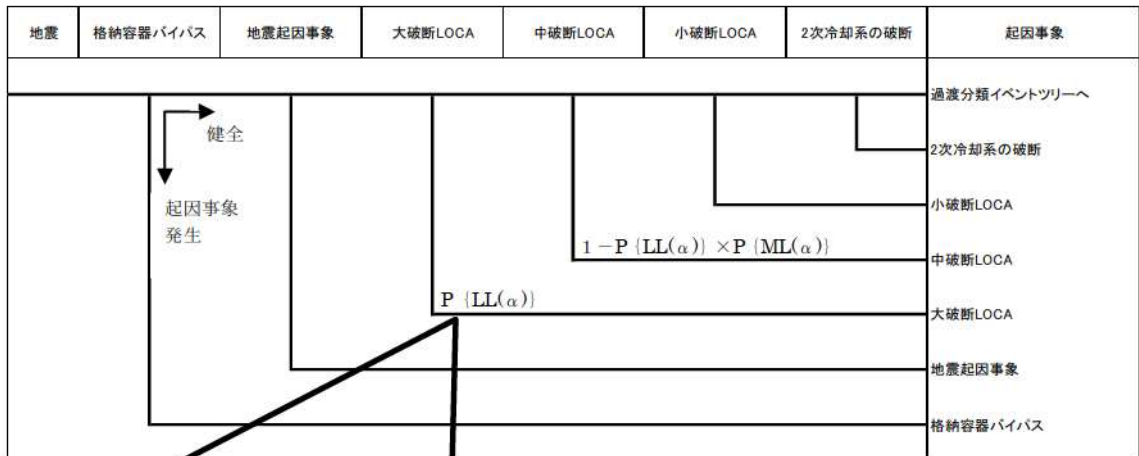 地震 格納容器バイパス 地震起因事象 大破断LOCA 中破断LOCA 小破断LOCA 2次冷却系の破断 起因事象
過渡分類イベントツリーへ
健全
2次冷却系の破断
起因事象
発生
小破断LOCA
1－P {LL(α)} ×P {ML(α)}
中破断LOCA
P {LL(α)}
大破断LOCA
地震起因事象
格納容器バイパス